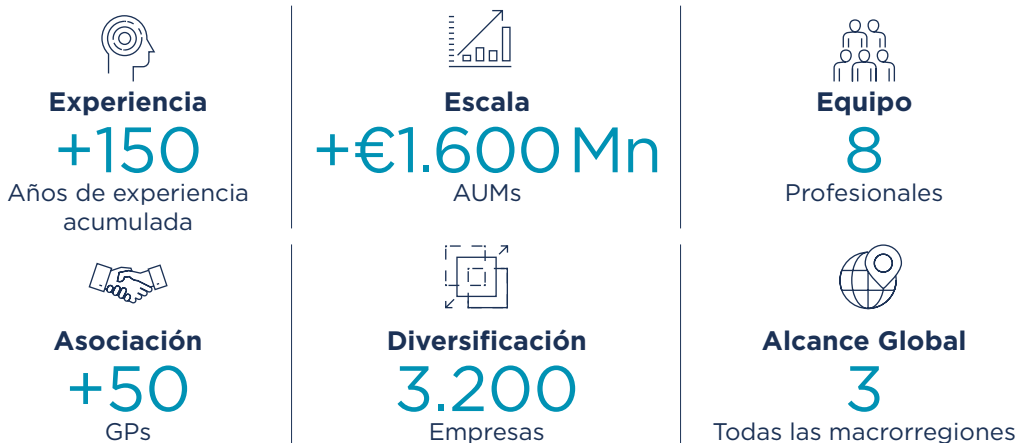 Experiencia
+150
Años de experiencia
acumulada
Escala
+€1.600 Mn
AUMs
Equipo
8
Profesionales
Asociación
+50
GPs
Diversificación
3.200
Empresas
Alcance Global
3
Todas las macrorregiones